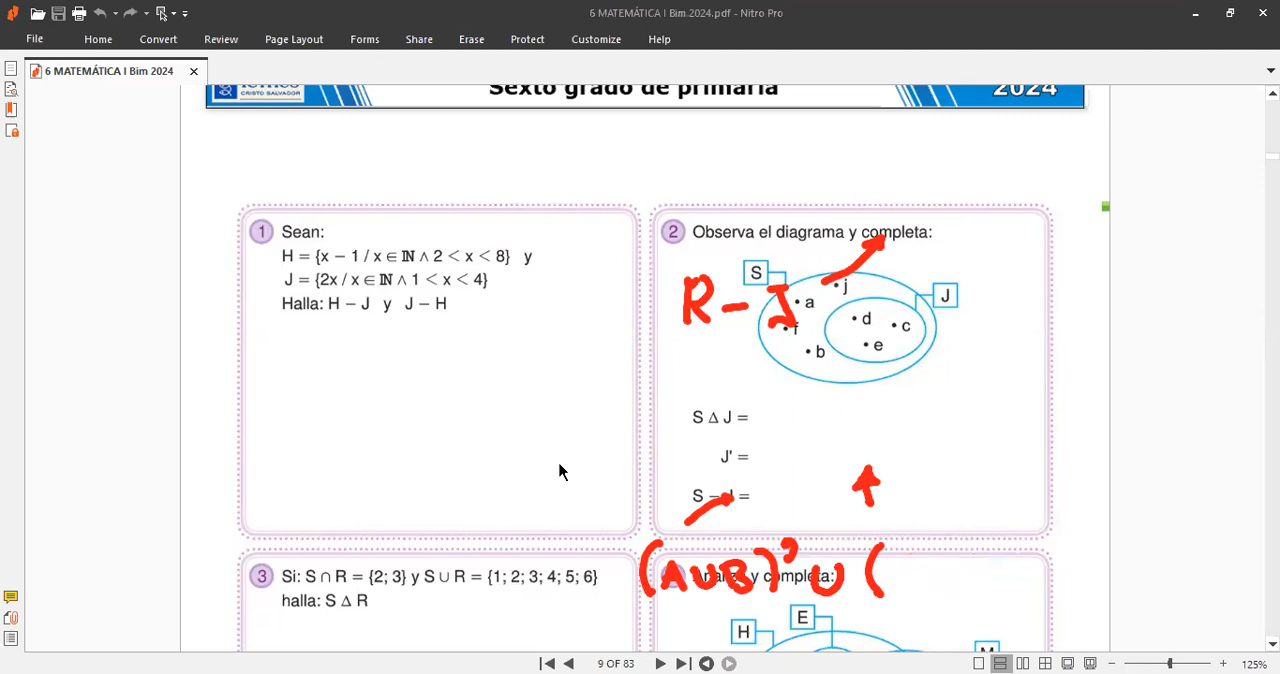 6 MATEMÁTICA I Bim.2024.pdf - Nitro Pro
File Home Convert Review Page Layout Forms Share Erase Protect Customize Help
6 MATEMÁTICA I Bim 2024
CRISTO SALVADOR
Sexto grado de primaria
2024
1 Sean:
H = {x − 1 / x ∈ ℕ ∧ 2 < x < 8} y
J = {2x / x ∈ ℕ ∧ 1 < x < 4}
Halla: H − J y J − H
2 Observa el diagrama y completa:
S
j
J
a
R - J
d
c
f
e
b
S Δ J =
J' =
S − J =
3 Si: S ∩ R = {2; 3} y S ∪ R = {1; 2; 3; 4; 5; 6}
halla: S Δ R
(AUB)' U (
y completa:
E
H
M
9 OF 83
125%